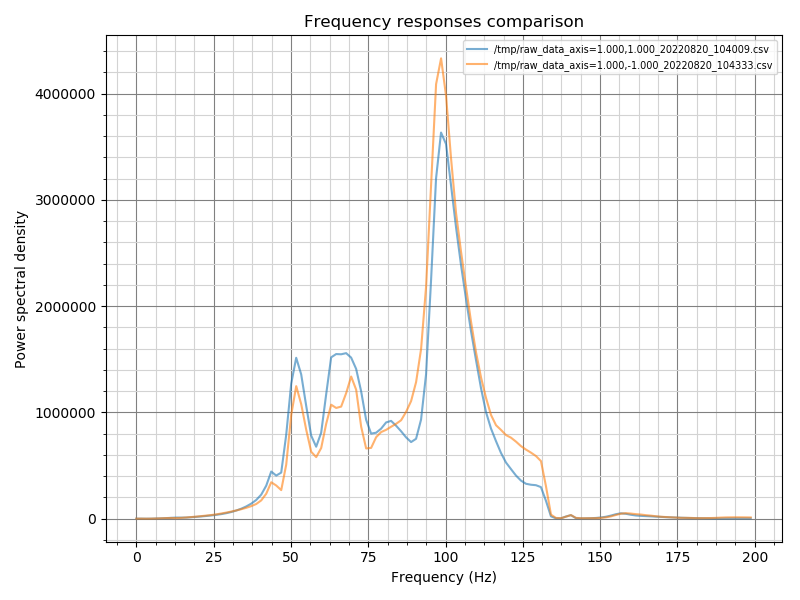 Frequency responses comparison
/tmp/raw_data_axis=1.000,1.000_20220820_104009.csv
/tmp/raw_data_axis=1.000,-1.000_20220820_104333.csv
Power spectral density
4000000
3000000
2000000
1000000
0
0 25 50 75 100 125 150 175 200
Frequency (Hz)